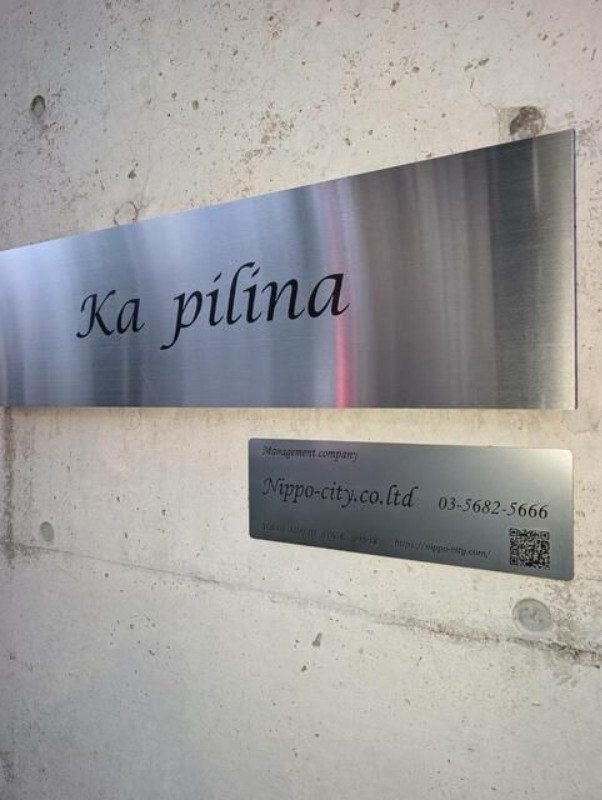 Ka pilina
Management company
Nippo-city.co.ltd 03-5682-5666
https://nippo-city.com/